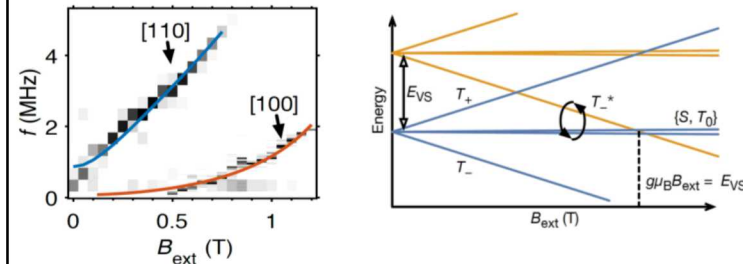 [110]
[100]
f (MHz)
4
2
0
0
0.5
1
B_ext (T)
Energy
E_VS
T_+
T_-*
{S, T_0}
T_-
gμ_B B_ext = E_VS
B_ext (T)